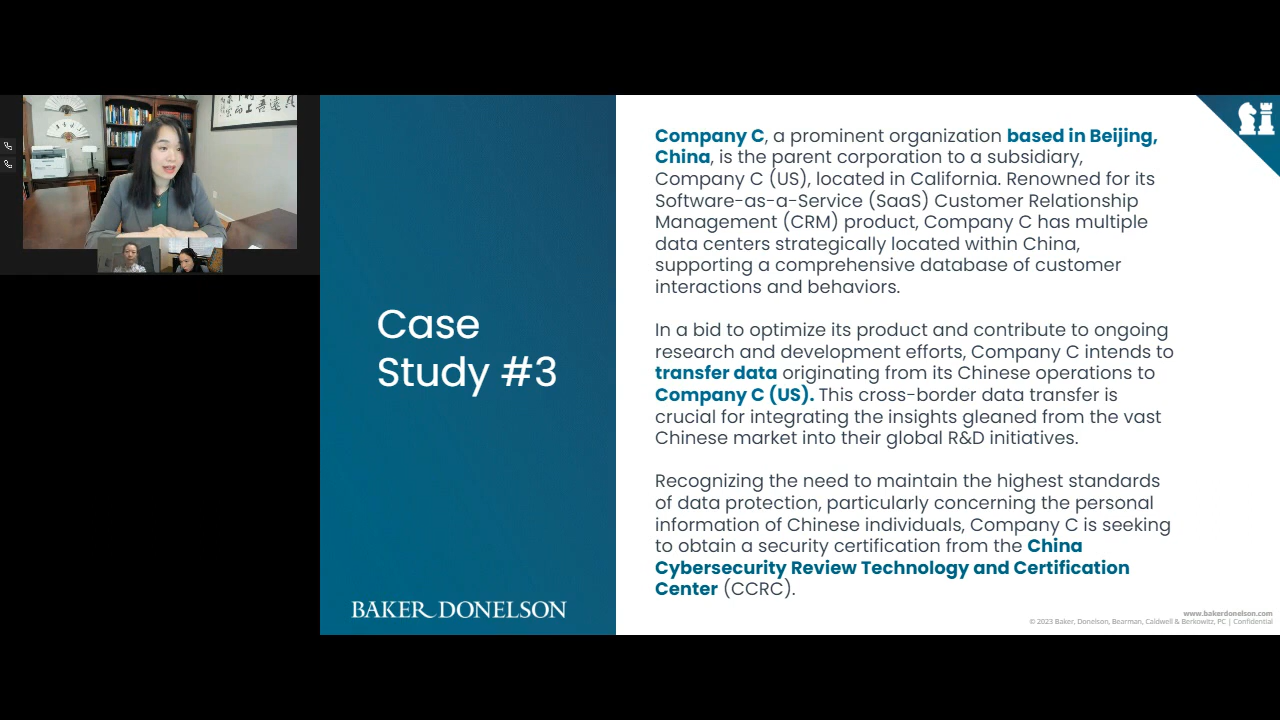 Case
Study #3
BAKER DONELSON
Company C, a prominent organization based in Beijing,
China, is the parent corporation to a subsidiary,
Company C (US), located in California. Renowned for its
Software-as-a-Service (SaaS) Customer Relationship
Management (CRM) product, Company C has multiple
data centers strategically located within China,
supporting a comprehensive database of customer
interactions and behaviors.
In a bid to optimize its product and contribute to ongoing
research and development efforts, Company C intends to
transfer data originating from its Chinese operations to
Company C (US). This cross-border data transfer is
crucial for integrating the insights gleaned from the vast
Chinese market into their global R&D initiatives.
Recognizing the need to maintain the highest standards
of data protection, particularly concerning the personal
information of Chinese individuals, Company C is seeking
to obtain a security certification from the China
Cybersecurity Review Technology and Certification
Center (CCRC).
www.bakerdonelson.com
© 2023 Baker, Donelson, Bearman, Caldwell & Berkowitz, PC | Confidential